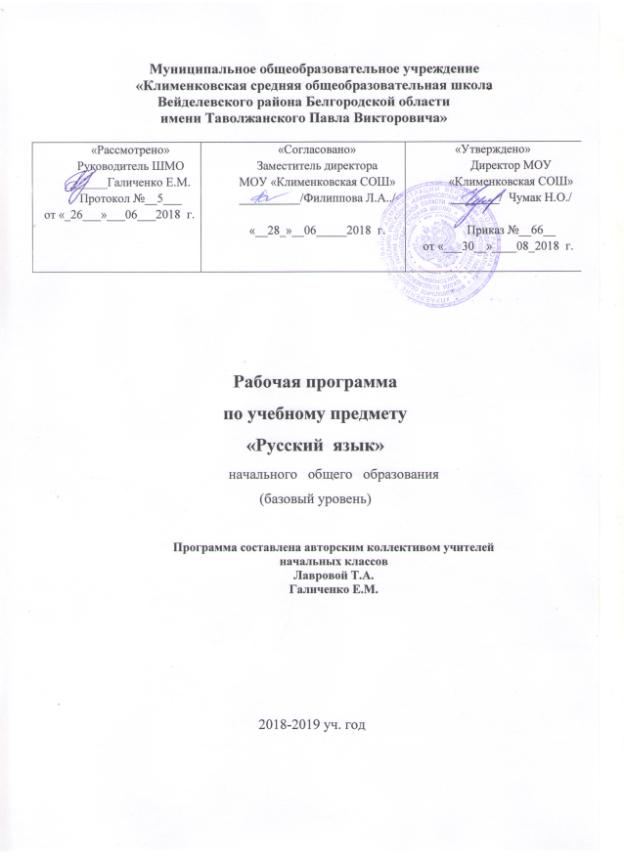 Муниципальное общеобразовательное учреждение
«Клименковская средняя общеобразовательная школа
Вейделевского района Белгородской области
имени Таволжанского Павла Викторовича»
«Рассмотрено»
Руководитель ШМО
____Галиченко Е.М.
Протокол №__5___
от «_26___»___06___2018 г.
«Согласовано»
Заместитель директора
МОУ «Клименковская СОШ»
__________/Филиппова Л.А../
«__28_»__06_____2018 г.
«Утверждено»
Директор МОУ
«Клименковская СОШ»
________ Чумак Н.О./
Приказ №__66__
от «___30__»____08_2018 г.
Рабочая программа
по учебному предмету
«Русский язык»
начального общего образования
(базовый уровень)
Программа составлена авторским коллективом учителей
начальных классов
Лавровой Т.А.
Галиченко Е.М.
2018-2019 уч. год